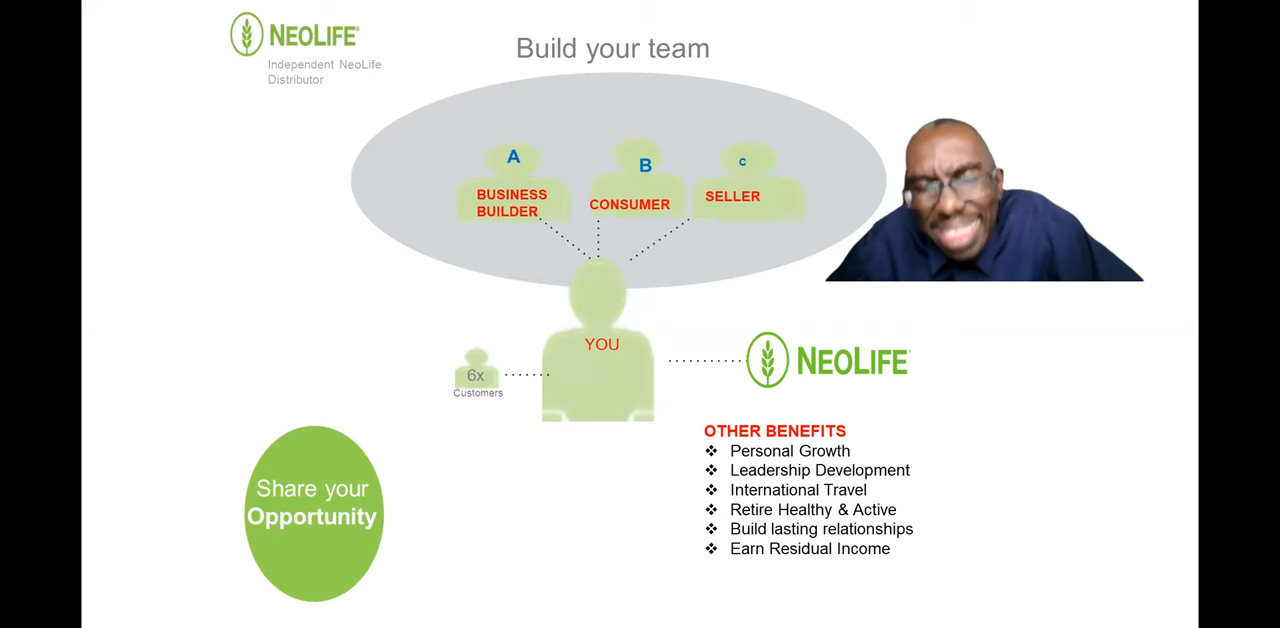 NEOLIFE
Independent NeoLife
Distributor
Build your team
A
B
c
BUSINESS
BUILDER
CONSUMER
SELLER
YOU
6x
Customers
NEOLIFE
Share your
Opportunity
OTHER BENEFITS
❖ Personal Growth
❖ Leadership Development
❖ International Travel
❖ Retire Healthy & Active
❖ Build lasting relationships
❖ Earn Residual Income